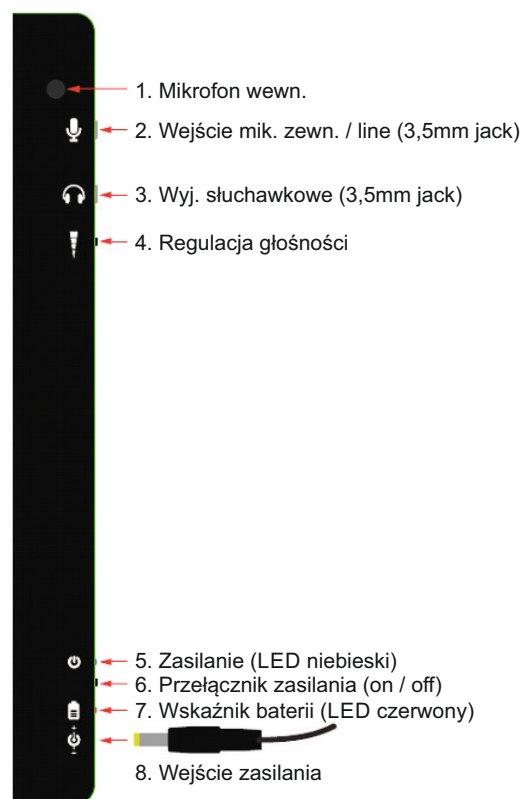 1. Mikrofon wewn.
2. Wejście mik. zewn. / line (3,5mm jack)
3. Wyj. słuchawkowe (3,5mm jack)
4. Regulacja głośności
5. Zasilanie (LED niebieski)
6. Przełącznik zasilania (on / off)
7. Wskaźnik baterii (LED czerwony)
8. Wejście zasilania